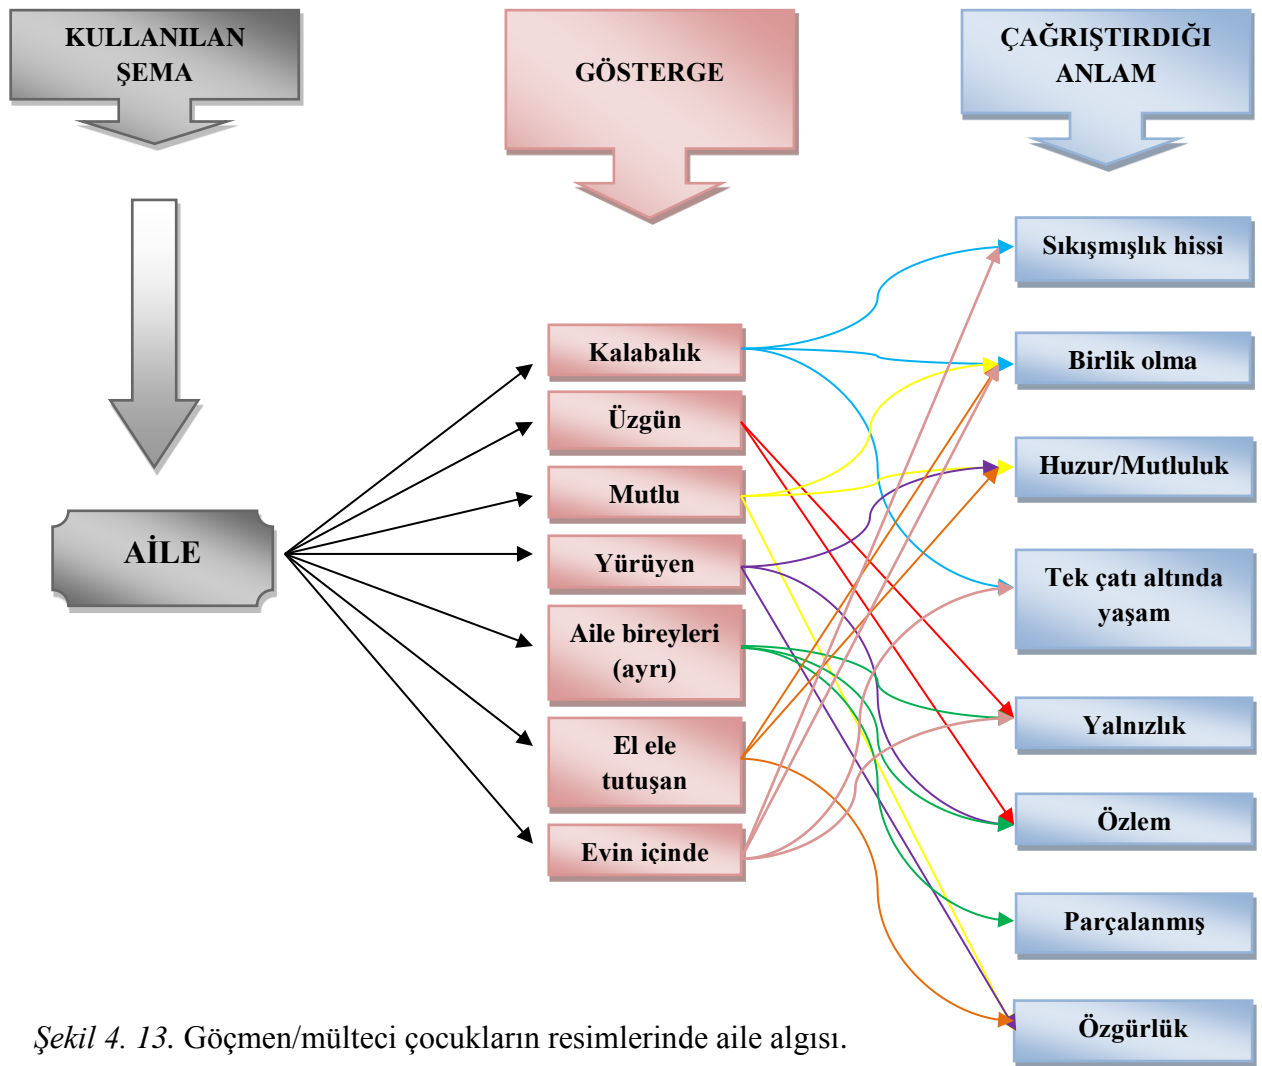 KULLANILAN
ŞEMA
GÖSTERGE
ÇAĞRIŞTIRDIĞI
ANLAM
AİLE
Kalabalık
Üzgün
Mutlu
Yürüyen
Aile bireyleri
(ayrı)
El ele
tutuşan
Evin içinde
Sıkışmışlık hissi
Birlik olma
Huzur/Mutluluk
Tek çatı altında
yaşam
Yalnızlık
Özlem
Parçalanmış
Özgürlük
Şekil 4. 13. Göçmen/mülteci çocukların resimlerinde aile algısı.